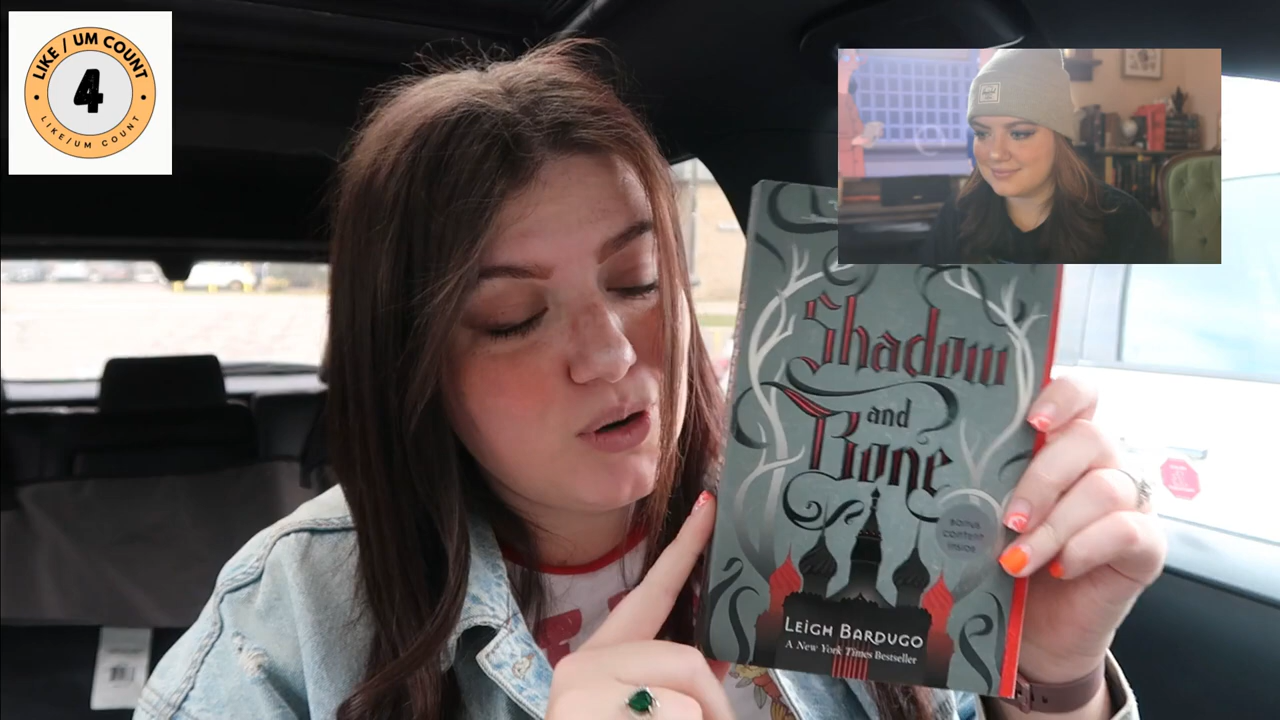 LIKE / UM COUNT
4
LIKE/UM COUNT
Shadow
and
Bone
BONUS
CONTENT
INSIDE
LEIGH BARDUGO
A New York Times Bestseller